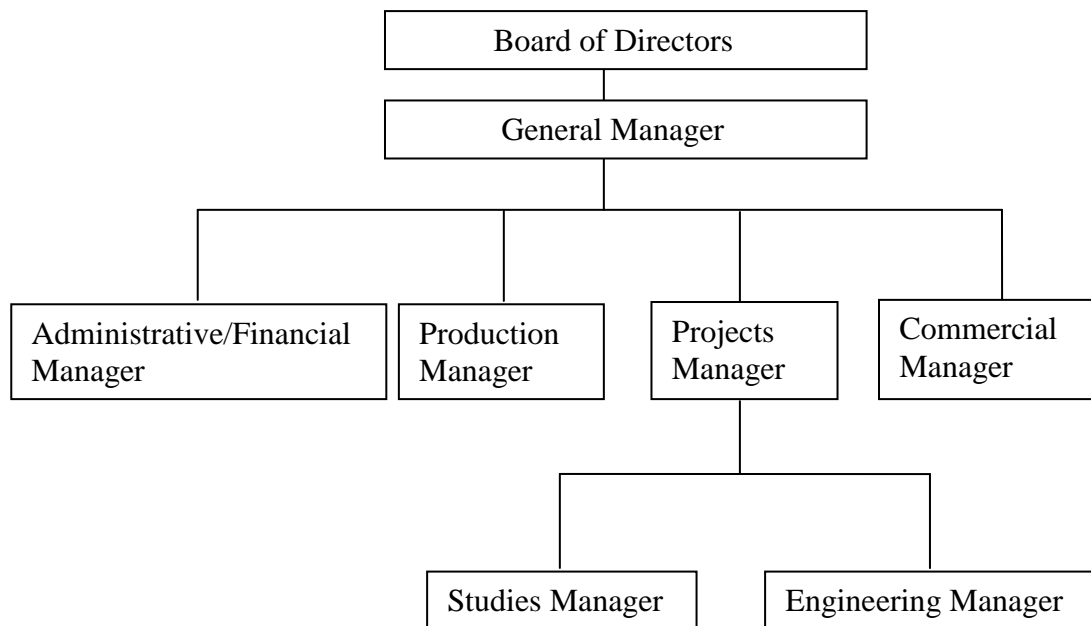 Board of Directors
General Manager
Administrative/Financial
Manager
Production
Manager
Projects
Manager
Commercial
Manager
Studies Manager
Engineering Manager